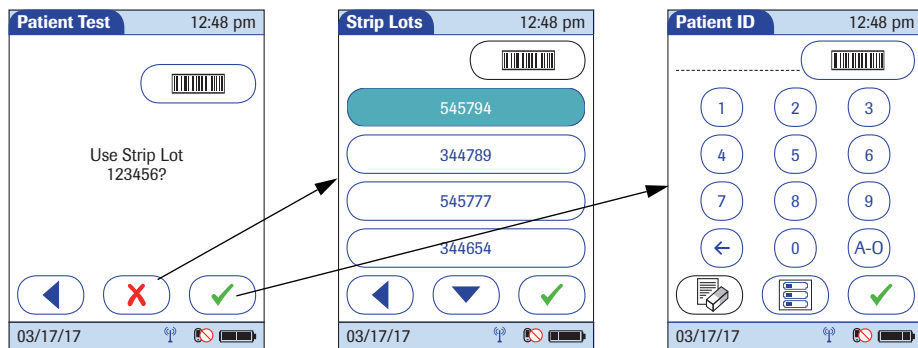 Patient Test 12:48 pm
Use Strip Lot
123456?
03/17/17
Strip Lots 12:48 pm
545794
344789
545777
344654
03/17/17
Patient ID 12:48 pm
1 2 3
4 5 6
7 8 9
0 A-O
03/17/17